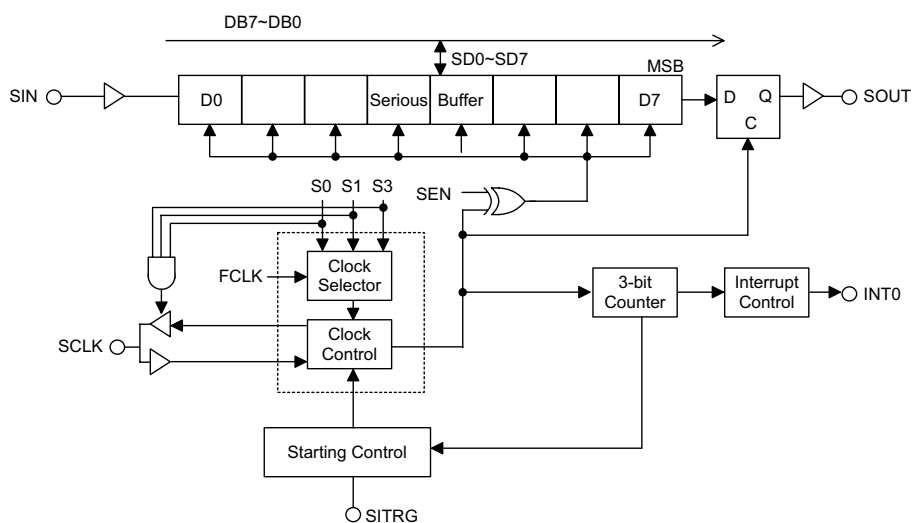 DB7~DB0
SD0~SD7
MSB
SIN
D0
Serious
Buffer
D7
D
Q
C
SOUT
S0
S1
S3
SEN
FCLK
Clock
Selector
3-bit
Counter
Interrupt
Control
INT0
SCLK
Clock
Control
Starting Control
SITRG